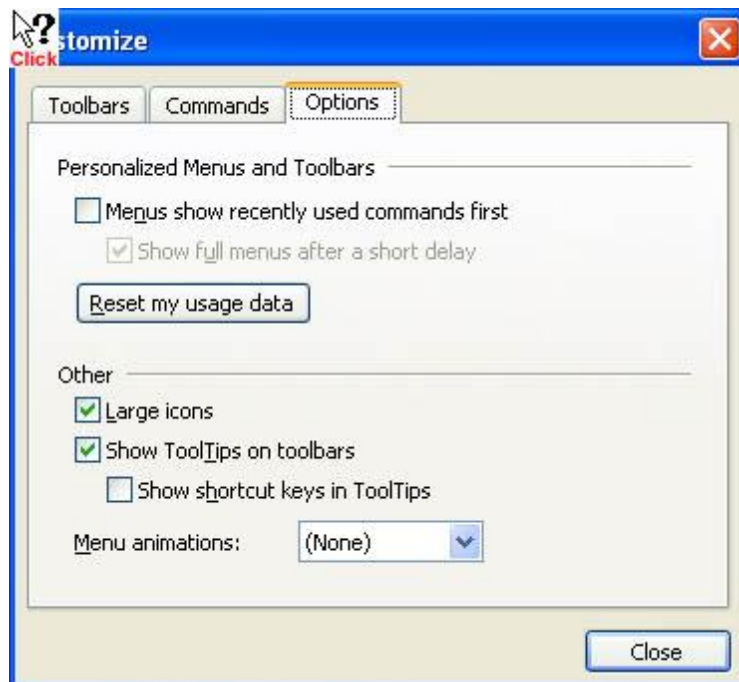 ?
Click
stomize
Toolbars Commands Options
Personalized Menus and Toolbars
Menus show recently used commands first
Show full menus after a short delay
Reset my usage data
Other
Large icons
Show ToolTips on toolbars
Show shortcut keys in ToolTips
Menu animations: (None)
Close